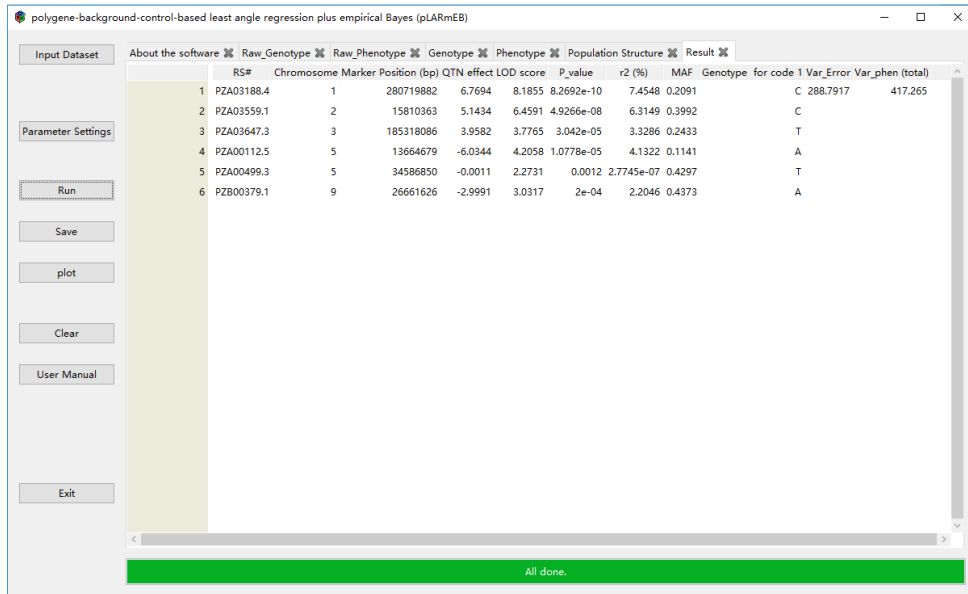 polygene-background-control-based least angle regression plus empirical Bayes (pLARmEB)
Input Dataset
Parameter Settings
Run
Save
plot
Clear
User Manual
Exit
About the software Raw_Genotype Raw_Phenotype Genotype Phenotype Population Structure Result
RS# Chromosome Marker Position (bp) QTN effect LOD score P_value r2 (%) MAF Genotype for code 1 Var_Error Var_phen (total)
1 PZA03188.4 1 280719882 6.7694 8.1855 8.2692e-10 7.4548 0.2091 C 288.7917 417.265
2 PZA03559.1 2 15810363 5.1434 6.4591 4.9266e-08 6.3149 0.3992 C
3 PZA03647.3 3 185318086 3.9582 3.7765 3.042e-05 3.3286 0.2433 T
4 PZA00112.5 5 13664679 -6.0344 4.2058 1.0778e-05 4.1322 0.1141 A
5 PZA00499.3 5 34586850 -0.0011 2.2731 0.0012 2.7745e-07 0.4297 T
6 PZB00379.1 9 26661626 -2.9991 3.0317 2e-04 2.2046 0.4373 A
All done.